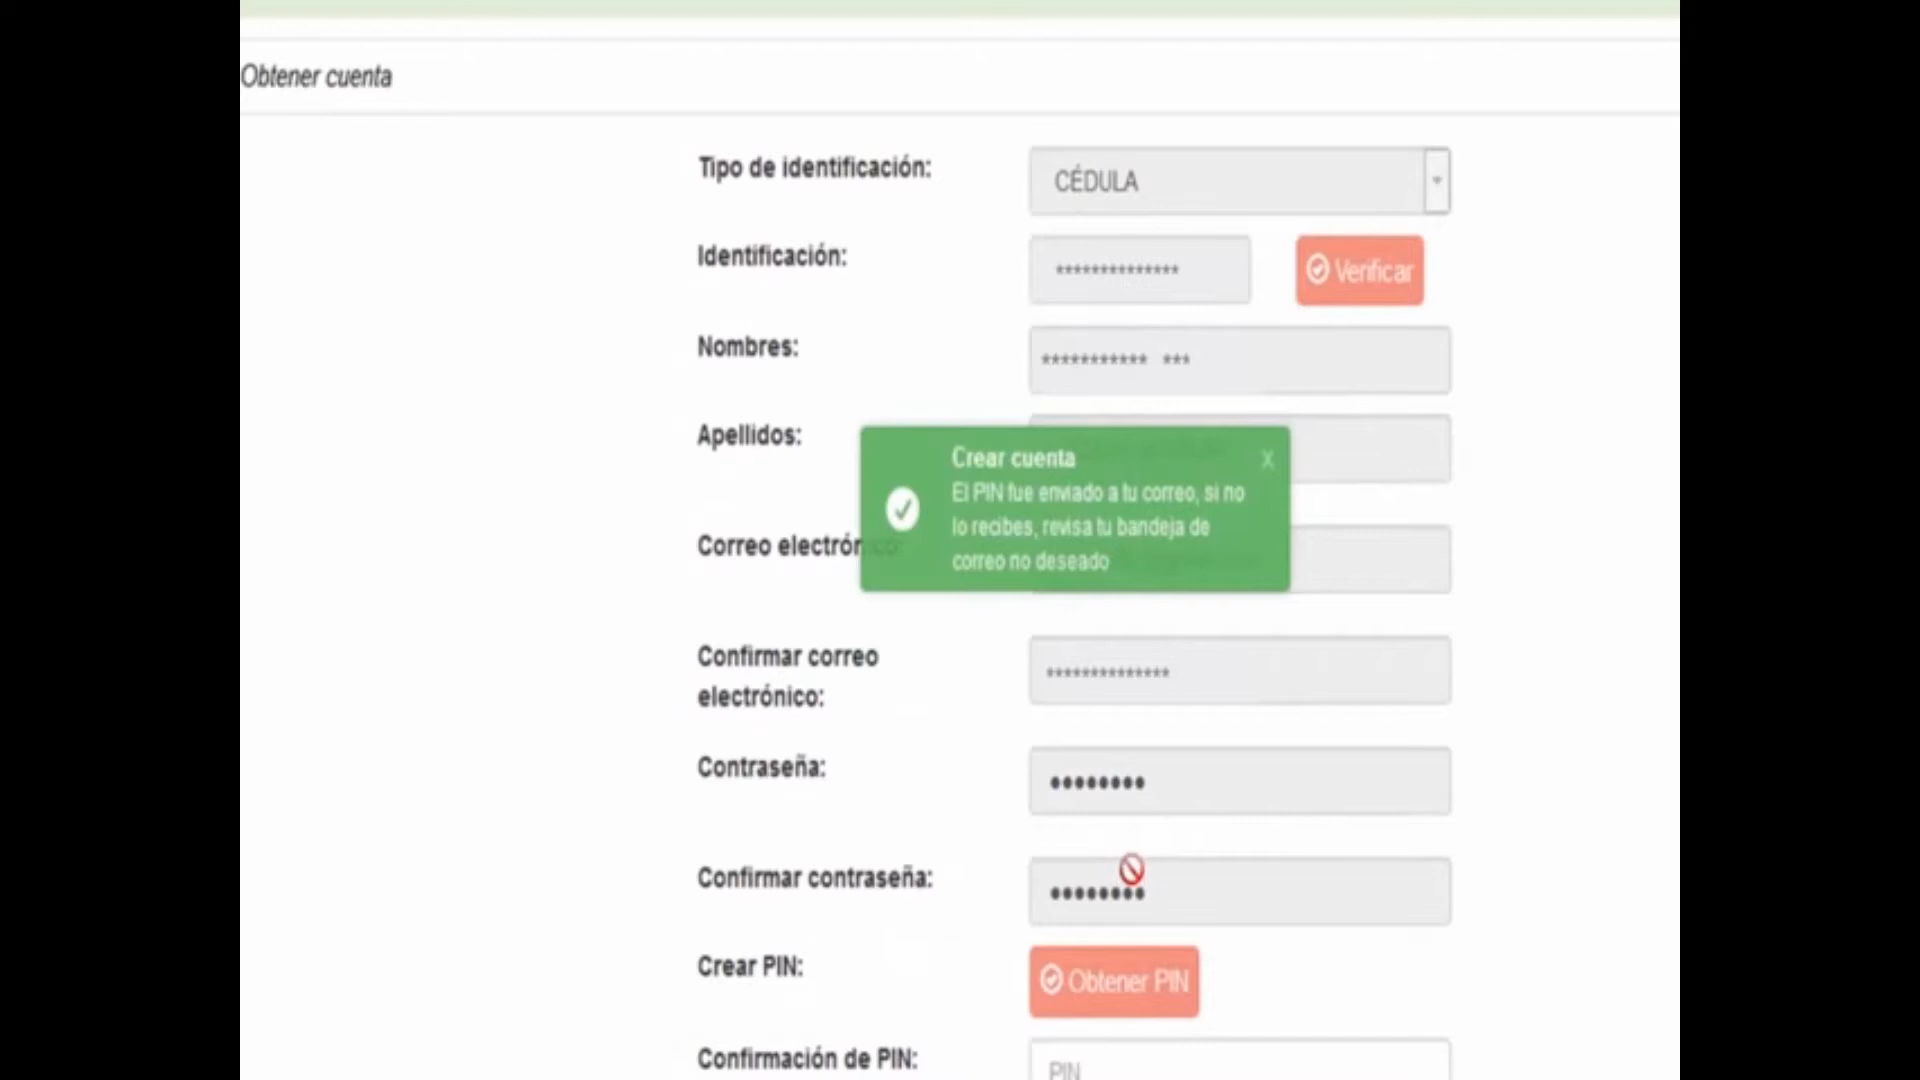 Obtener cuenta
Tipo de identificación:
CÉDULA
Identificación:
**************
Verificar
Nombres:
*********** ***
Apellidos:
Crear cuenta
X
El PIN fue enviado a tu correo, si no
lo recibes, revisa tu bandeja de
correo no deseado
Correo electrónico:
Confirmar correo
electrónico:
**************
Contraseña:
••••••••
Confirmar contraseña:
••••••••
Crear PIN:
Obtener PIN
Confirmación de PIN:
PIN